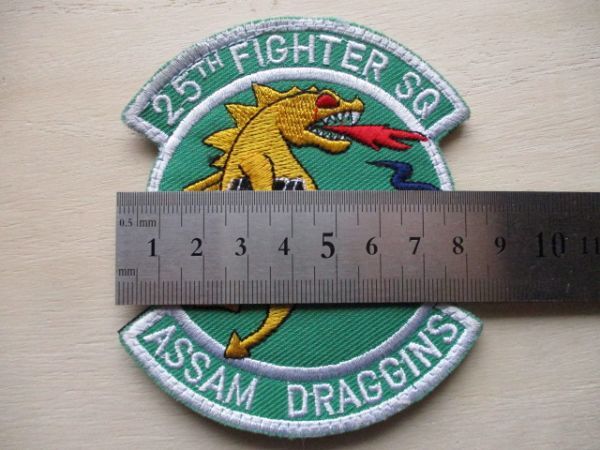 25TH FIGHTER SQ
0.5 mm
1 2 3 4 5 6 7 8 9 10 11
mm
ASSAM DRAGGINS